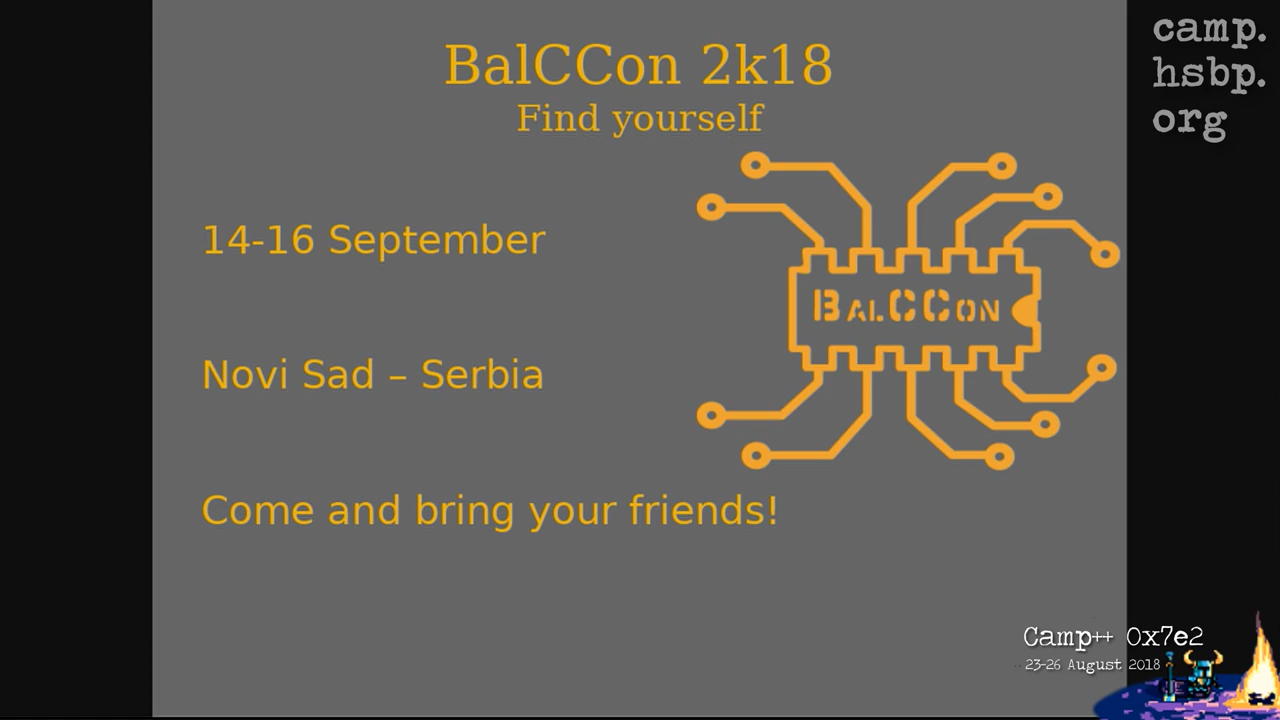 BalCCon 2k18
Find yourself
14-16 September
Novi Sad – Serbia
Come and bring your friends!
BALCCON
camp.
hsbp.
org
Camp++ 0x7e2
23-26 August 2018